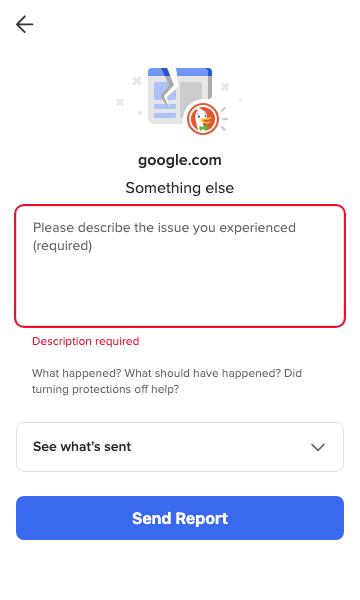 google.com
Something else
Please describe the issue you experienced
(required)
Description required
What happened? What should have happened? Did
turning protections off help?
See what’s sent
Send Report